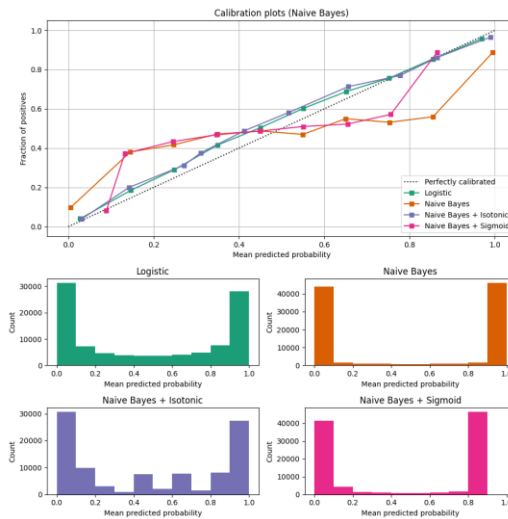 Calibration plots (Naive Bayes)
1.0
0.8
0.6
0.4
0.2
0.0
Fraction of positives
0.0 0.2 0.4 0.6 0.8 1.0
Mean predicted probability
Perfectly calibrated
Logistic
Naive Bayes
Naive Bayes + Isotonic
Naive Bayes + Sigmoid
Logistic
30000
20000
10000
0
Count
0.0 0.2 0.4 0.6 0.8 1.0
Mean predicted probability
Naive Bayes
40000
20000
0
Count
0.0 0.2 0.4 0.6 0.8 1.0
Mean predicted probability
Naive Bayes + Isotonic
30000
20000
10000
0
Count
0.0 0.2 0.4 0.6 0.8 1.0
Mean predicted probability
Naive Bayes + Sigmoid
40000
20000
0
Count
0.0 0.2 0.4 0.6 0.8 1.0
Mean predicted probability